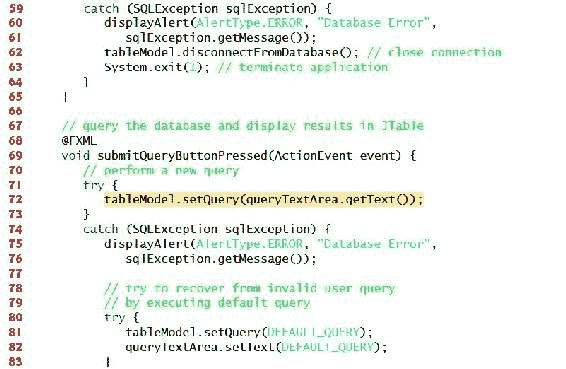 59 catch (SQLException sqlException) {
60 displayAlert(AlertType.ERROR, "Database Error",
61 sqlException.getMessage());
62 tableModel.disconnectFromDatabase(); // close connection
63 System.exit(1); // terminate application
64 }
65 }
66
67 // query the database and display results in JTable
68 @FXML
69 void submitQueryButtonPressed(ActionEvent event) {
70 // perform a new query
71 try {
72 tableModel.setQuery(queryTextArea.getText());
73 }
74 catch (SQLException sqlException) {
75 displayAlert(AlertType.ERROR, "Database Error",
76 sqlException.getMessage());
77
78 // try to recover from invalid user query
79 // by executing default query
80 try {
81 tableModel.setQuery(DEFAULT_QUERY);
82 queryTextArea.setText(DEFAULT_QUERY);
83 }